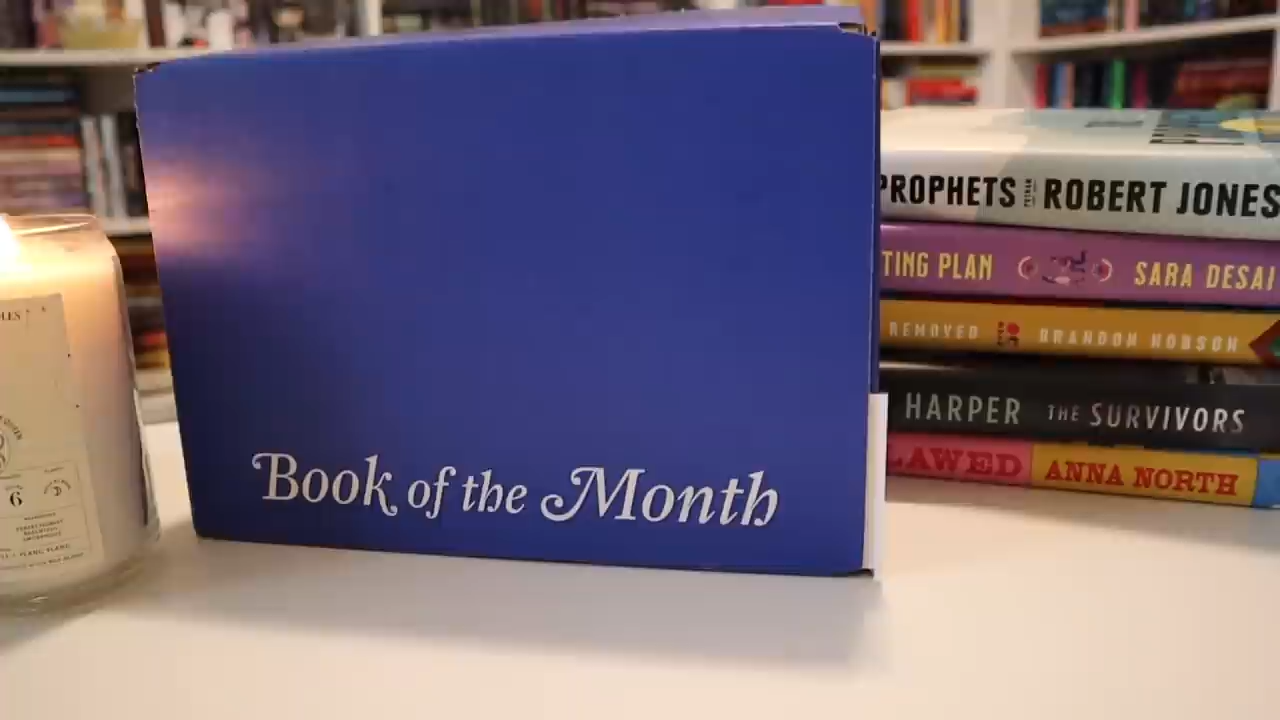 Book of the Month
PROPHETS ROBERT JONES
TING PLAN SARA DESAI
REMOVED BRANDON HOBSON
HARPER THE SURVIVORS
LAWED ANNA NORTH
6